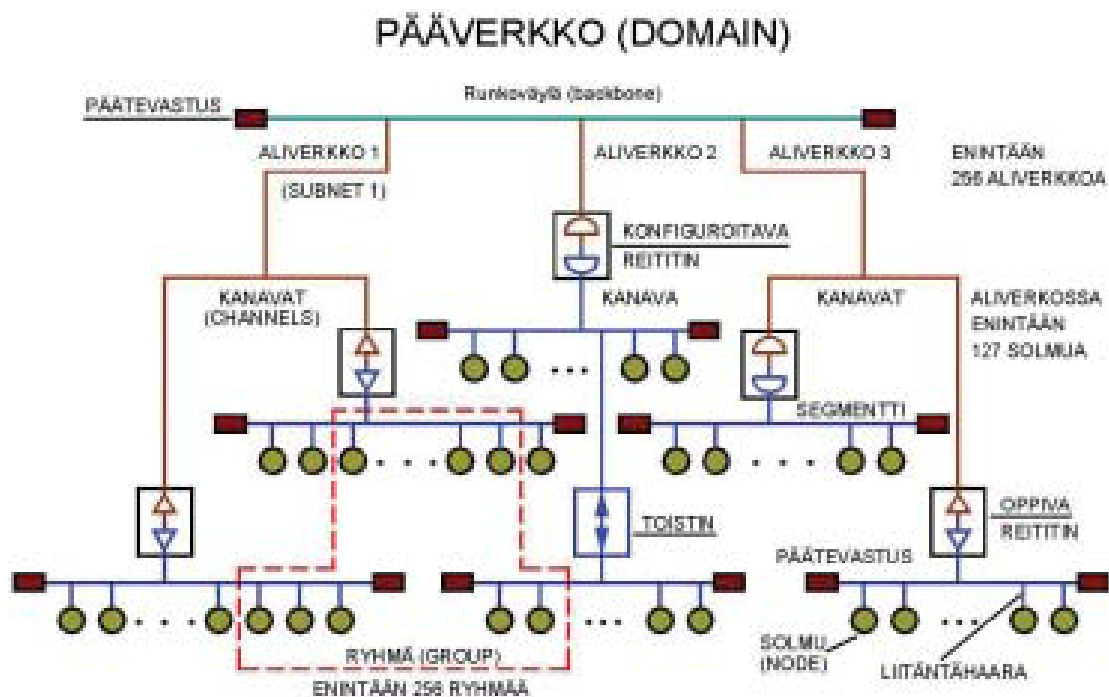 PÄÄVERKKO (DOMAIN)
Runkoväylä (backbone)
PÄÄTEVASTUS
ALIVERKKO 1
(SUBNET 1)
ALIVERKKO 2
ALIVERKKO 3
ENINTÄÄN
256 ALIVERKKOA
KONFIGUROITAVA
REITITIN
KANAVAT
(CHANNELS)
KANAVA
KANAVAT
ALIVERKOSSA
ENINTÄÄN
127 SOLMUA
SEGMENTTI
TOISTIN
OPPIVA
REITITIN
PÄÄTEVASTUS
RYHMÄ (GROUP)
ENINTÄÄN 256 RYHMÄÄ
SOLMU
(NODE)
LIITÄNTÄHAARA